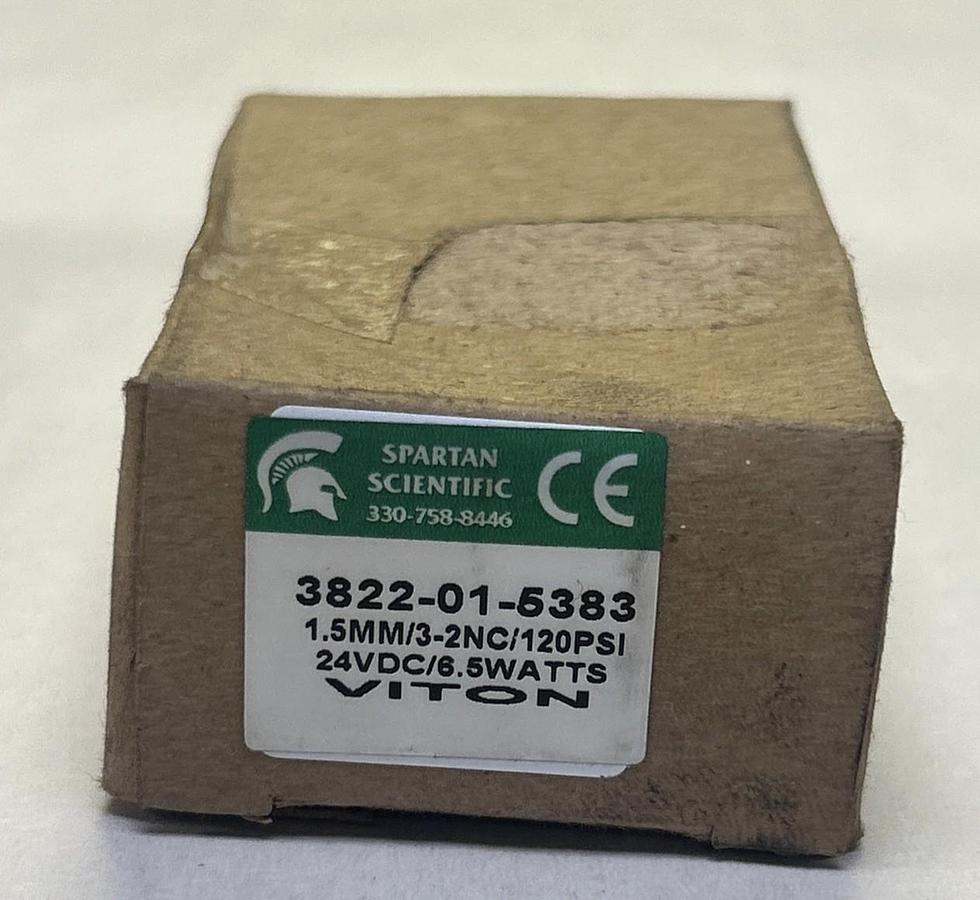 SPARTAN
SCIENTIFIC
330-758-8446
CE
3822-01-5383
1.5MM/3-2NC/120PSI
24VDC/6.5WATTS
VITON